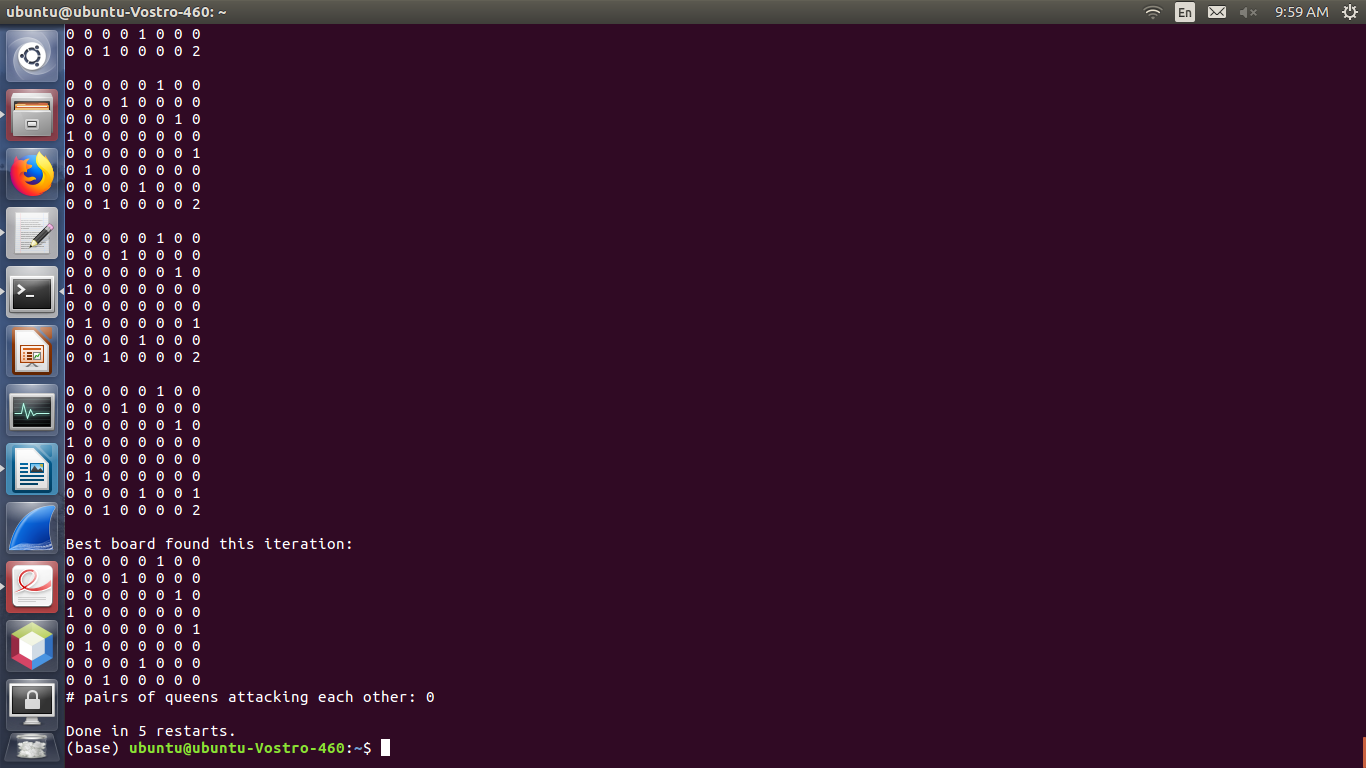 ubuntu@ubuntu-Vostro-460: ~
En
9:59 AM
0 0 0 0 1 0 0 0
0 0 1 0 0 0 0 2

0 0 0 0 0 1 0 0
0 0 0 1 0 0 0 0
0 0 0 0 0 0 1 0
1 0 0 0 0 0 0 0
0 0 0 0 0 0 0 1
0 1 0 0 0 0 0 0
0 0 0 0 1 0 0 0
0 0 1 0 0 0 0 2

0 0 0 0 0 1 0 0
0 0 0 1 0 0 0 0
0 0 0 0 0 0 1 0
1 0 0 0 0 0 0 0
0 0 0 0 0 0 0 0
0 1 0 0 0 0 0 1
0 0 0 0 1 0 0 0
0 0 1 0 0 0 0 2

0 0 0 0 0 1 0 0
0 0 0 1 0 0 0 0
0 0 0 0 0 0 1 0
1 0 0 0 0 0 0 0
0 0 0 0 0 0 0 0
0 1 0 0 0 0 0 0
0 0 0 0 1 0 0 1
0 0 1 0 0 0 0 2

Best board found this iteration:
0 0 0 0 0 1 0 0
0 0 0 1 0 0 0 0
0 0 0 0 0 0 1 0
1 0 0 0 0 0 0 0
0 0 0 0 0 0 0 1
0 1 0 0 0 0 0 0
0 0 0 0 1 0 0 0
0 0 1 0 0 0 0 0
# pairs of queens attacking each other: 0

Done in 5 restarts.
(base) ubuntu@ubuntu-Vostro-460:~$